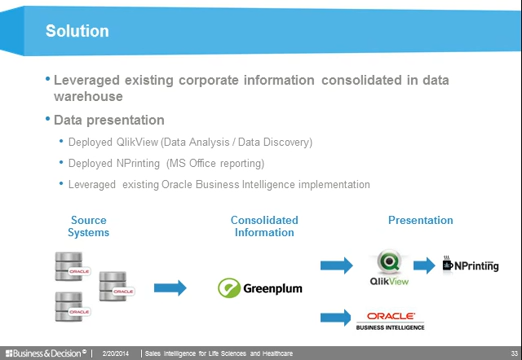 Solution
Leveraged existing corporate information consolidated in data
warehouse
Data presentation
Deployed QlikView (Data Analysis / Data Discovery)
Deployed NPrinting (MS Office reporting)
Leveraged existing Oracle Business Intelligence implementation
Source
Systems
Consolidated
Information
Presentation
ORACLE
ORACLE
ORACLE
Greenplum
QlikView
NPrinting
ORACLE
BUSINESS INTELLIGENCE
Business&Decision © 2/20/2014 Sales Intelligence for Life Sciences and Healthcare 33